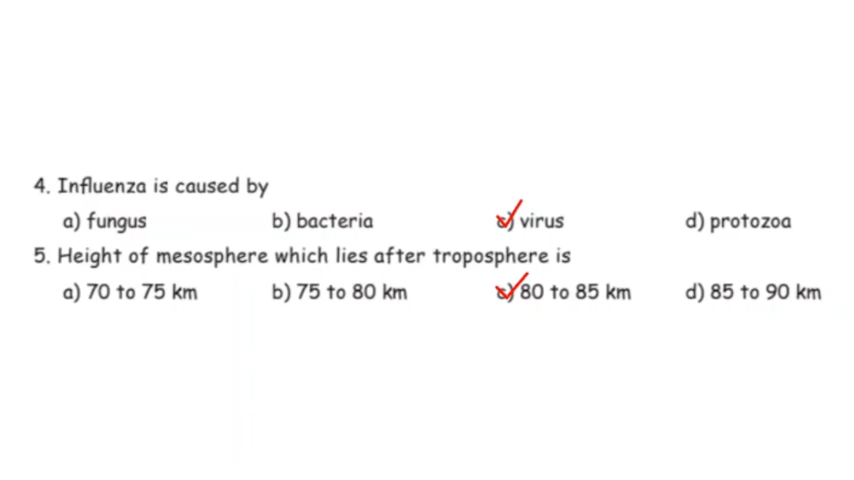 4. Influenza is caused by
a) fungus b) bacteria c) virus d) protozoa
5. Height of mesosphere which lies after troposphere is
a) 70 to 75 km b) 75 to 80 km c) 80 to 85 km d) 85 to 90 km